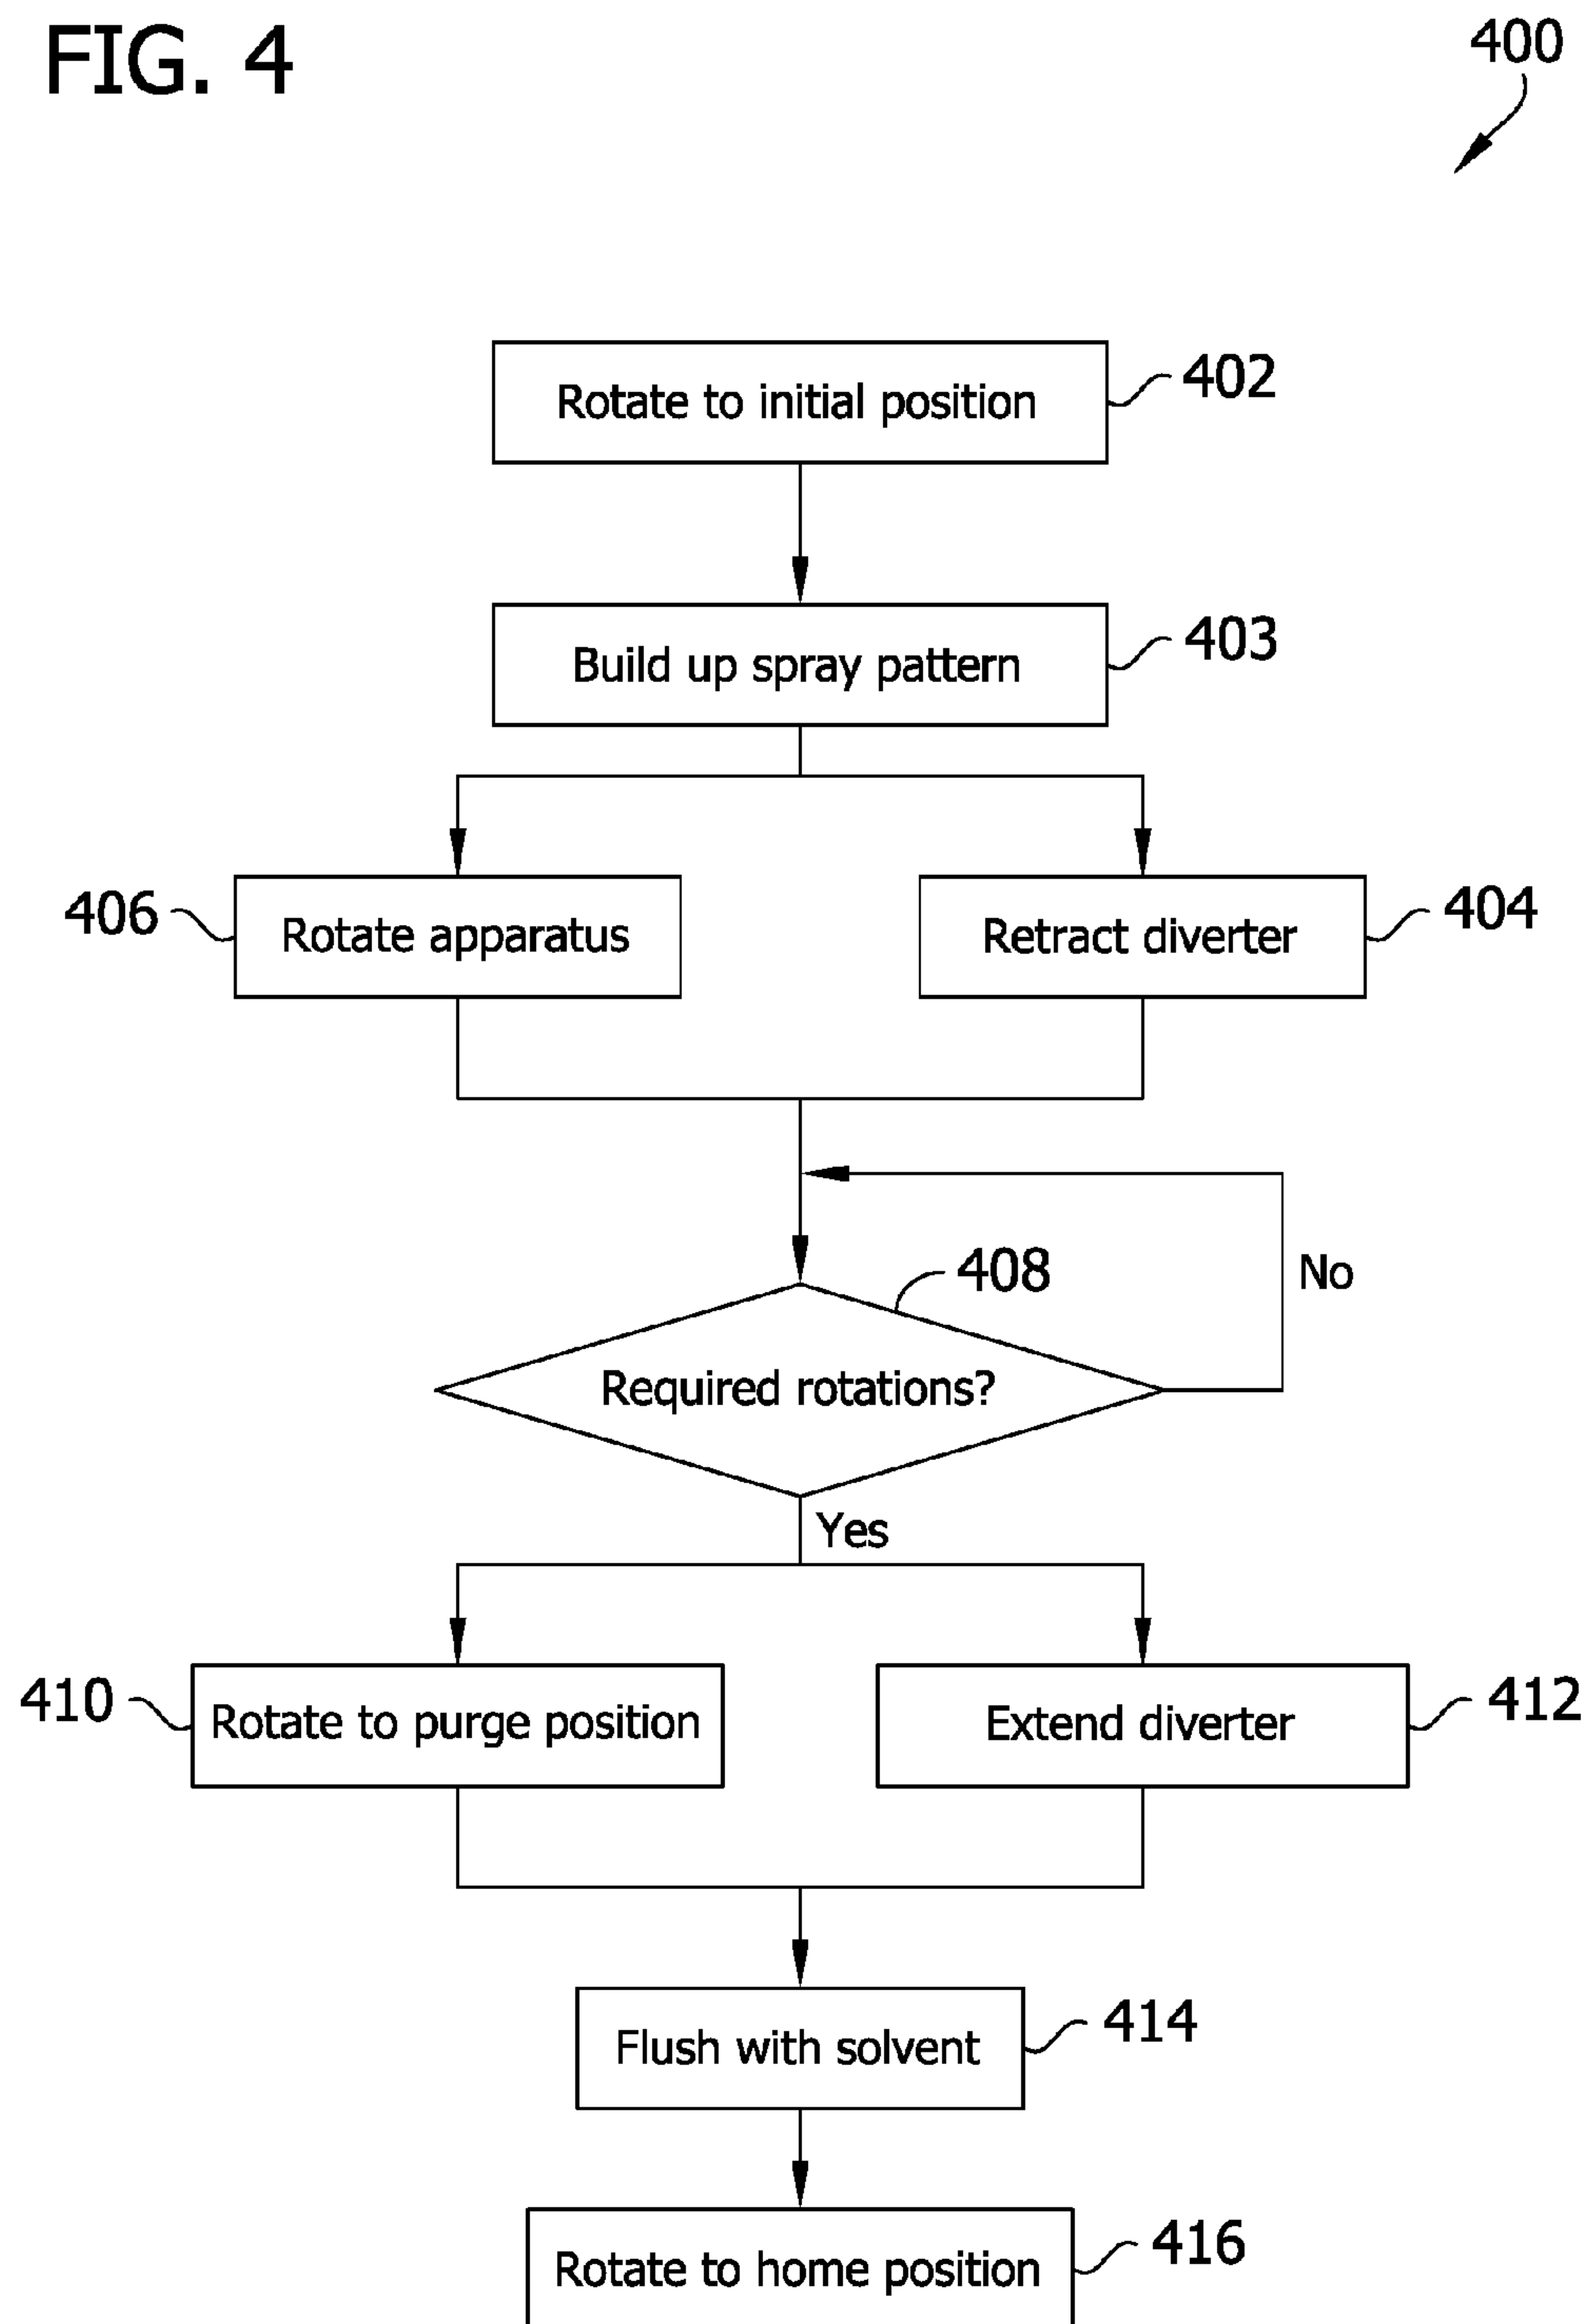 FIG. 4
400
Rotate to initial position
402
Build up spray pattern
403
406
Rotate apparatus
Retract diverter
404
408
No
Required rotations?
Yes
410
Rotate to purge position
Extend diverter
412
Flush with solvent
414
Rotate to home position
416